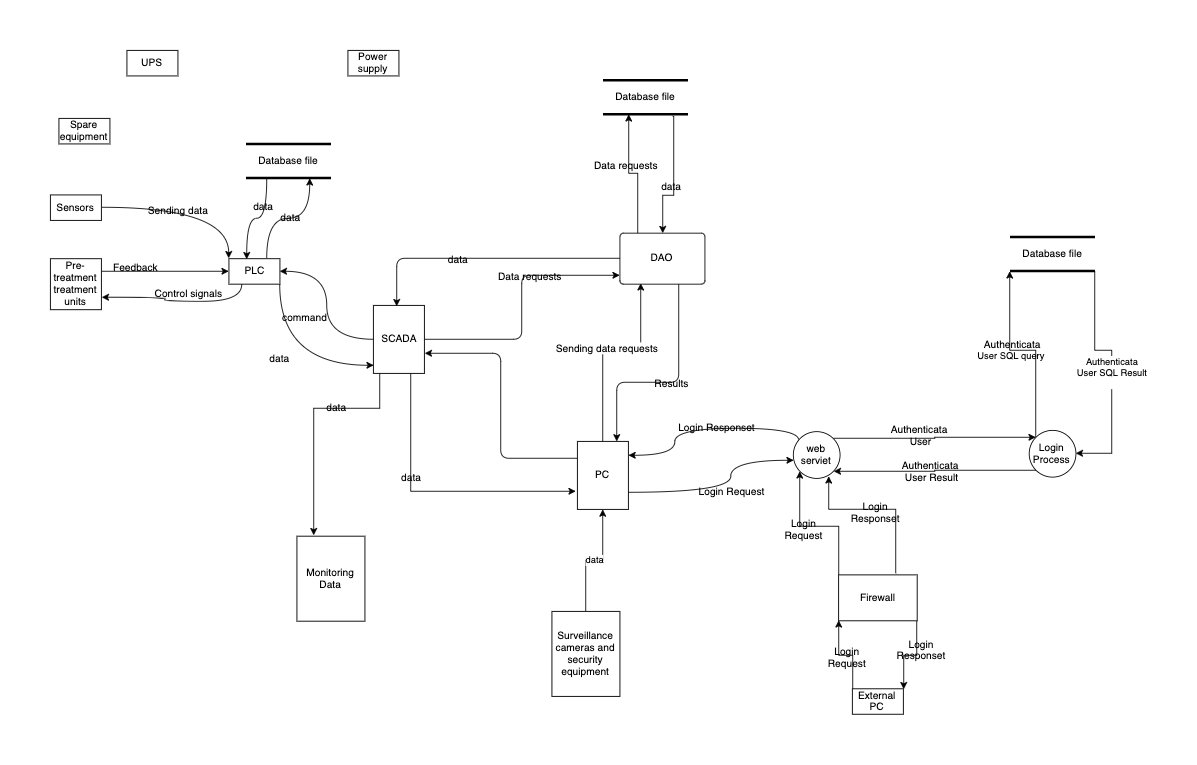 UPS
Power
supply
Database file
Spare
equipment
Database file
Data requests
data
Sensors
Sending data
data
data
DAO
Database file
Pre-
treatment
treatment
units
Feedback
PLC
data
Data requests
Control signals
command
SCADA
data
Sending data requests
Results
Authenticata
User SQL query
Authenticata
User SQL Result
data
Login Responset
Authenticata
User
web
serviet
Login
Process
PC
data
Login Request
Authenticata
User Result
Login
Request
Login
Responset
data
Monitoring
Data
Firewall
Surveillance
cameras and
security
equipment
Login
Request
Login
Responset
External
PC